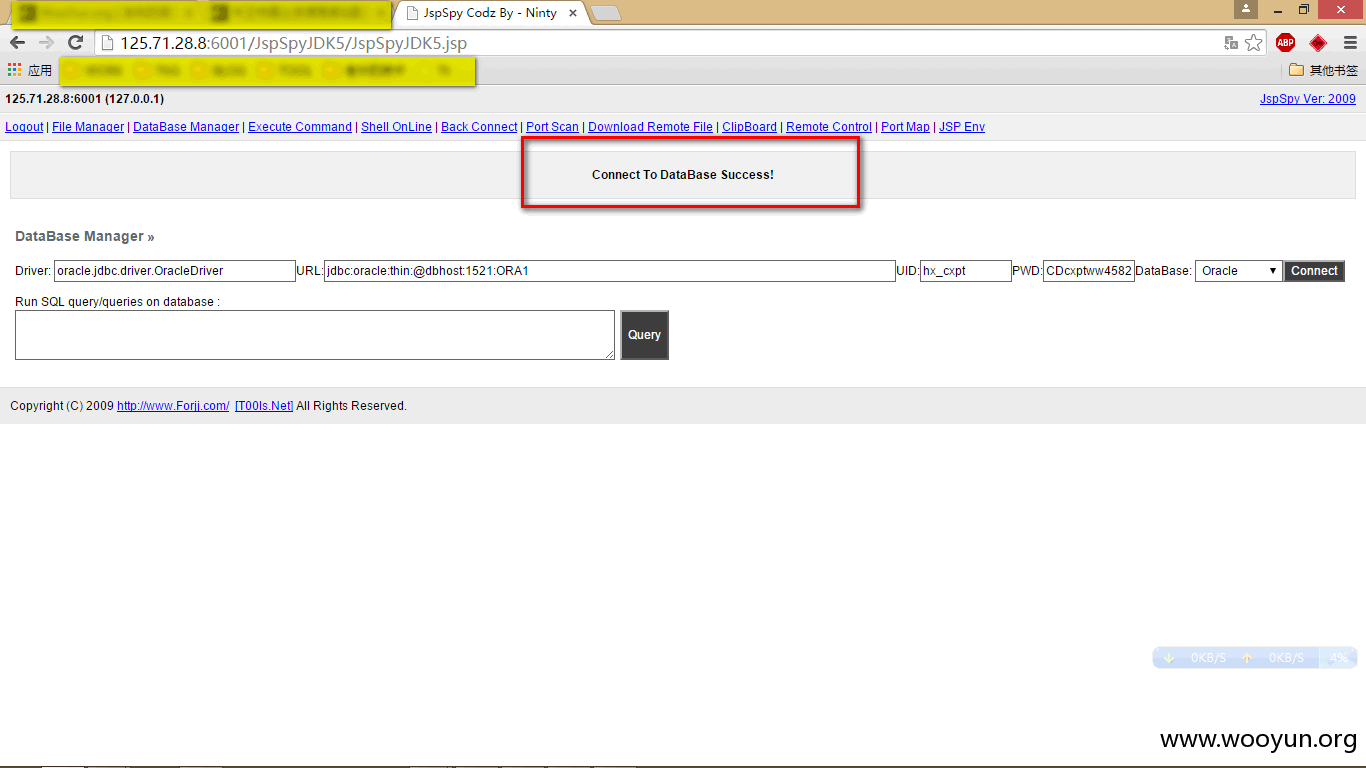 JspSpy Codz By - Ninty
125.71.28.8:6001/JspSpyJDK5/JspSpyJDK5.jsp
ABP
应用
其他书签
125.71.28.8:6001 (127.0.0.1) JspSpy Ver: 2009
Logout | File Manager | DataBase Manager | Execute Command | Shell OnLine | Back Connect | Port Scan | Download Remote File | ClipBoard | Remote Control | Port Map | JSP Env
Connect To DataBase Success!
DataBase Manager »
Driver: oracle.jdbc.driver.OracleDriver URL: jdbc:oracle:thin:@dbhost:1521:ORA1 UID: hx_cxpt PWD: CDcxptww4582 DataBase: Oracle Connect
Run SQL query/queries on database :
Query
Copyright (C) 2009 http://www.Forjj.com/ [T00ls.Net] All Rights Reserved.
0KB/S 0KB/S 4%
www.wooyun.org